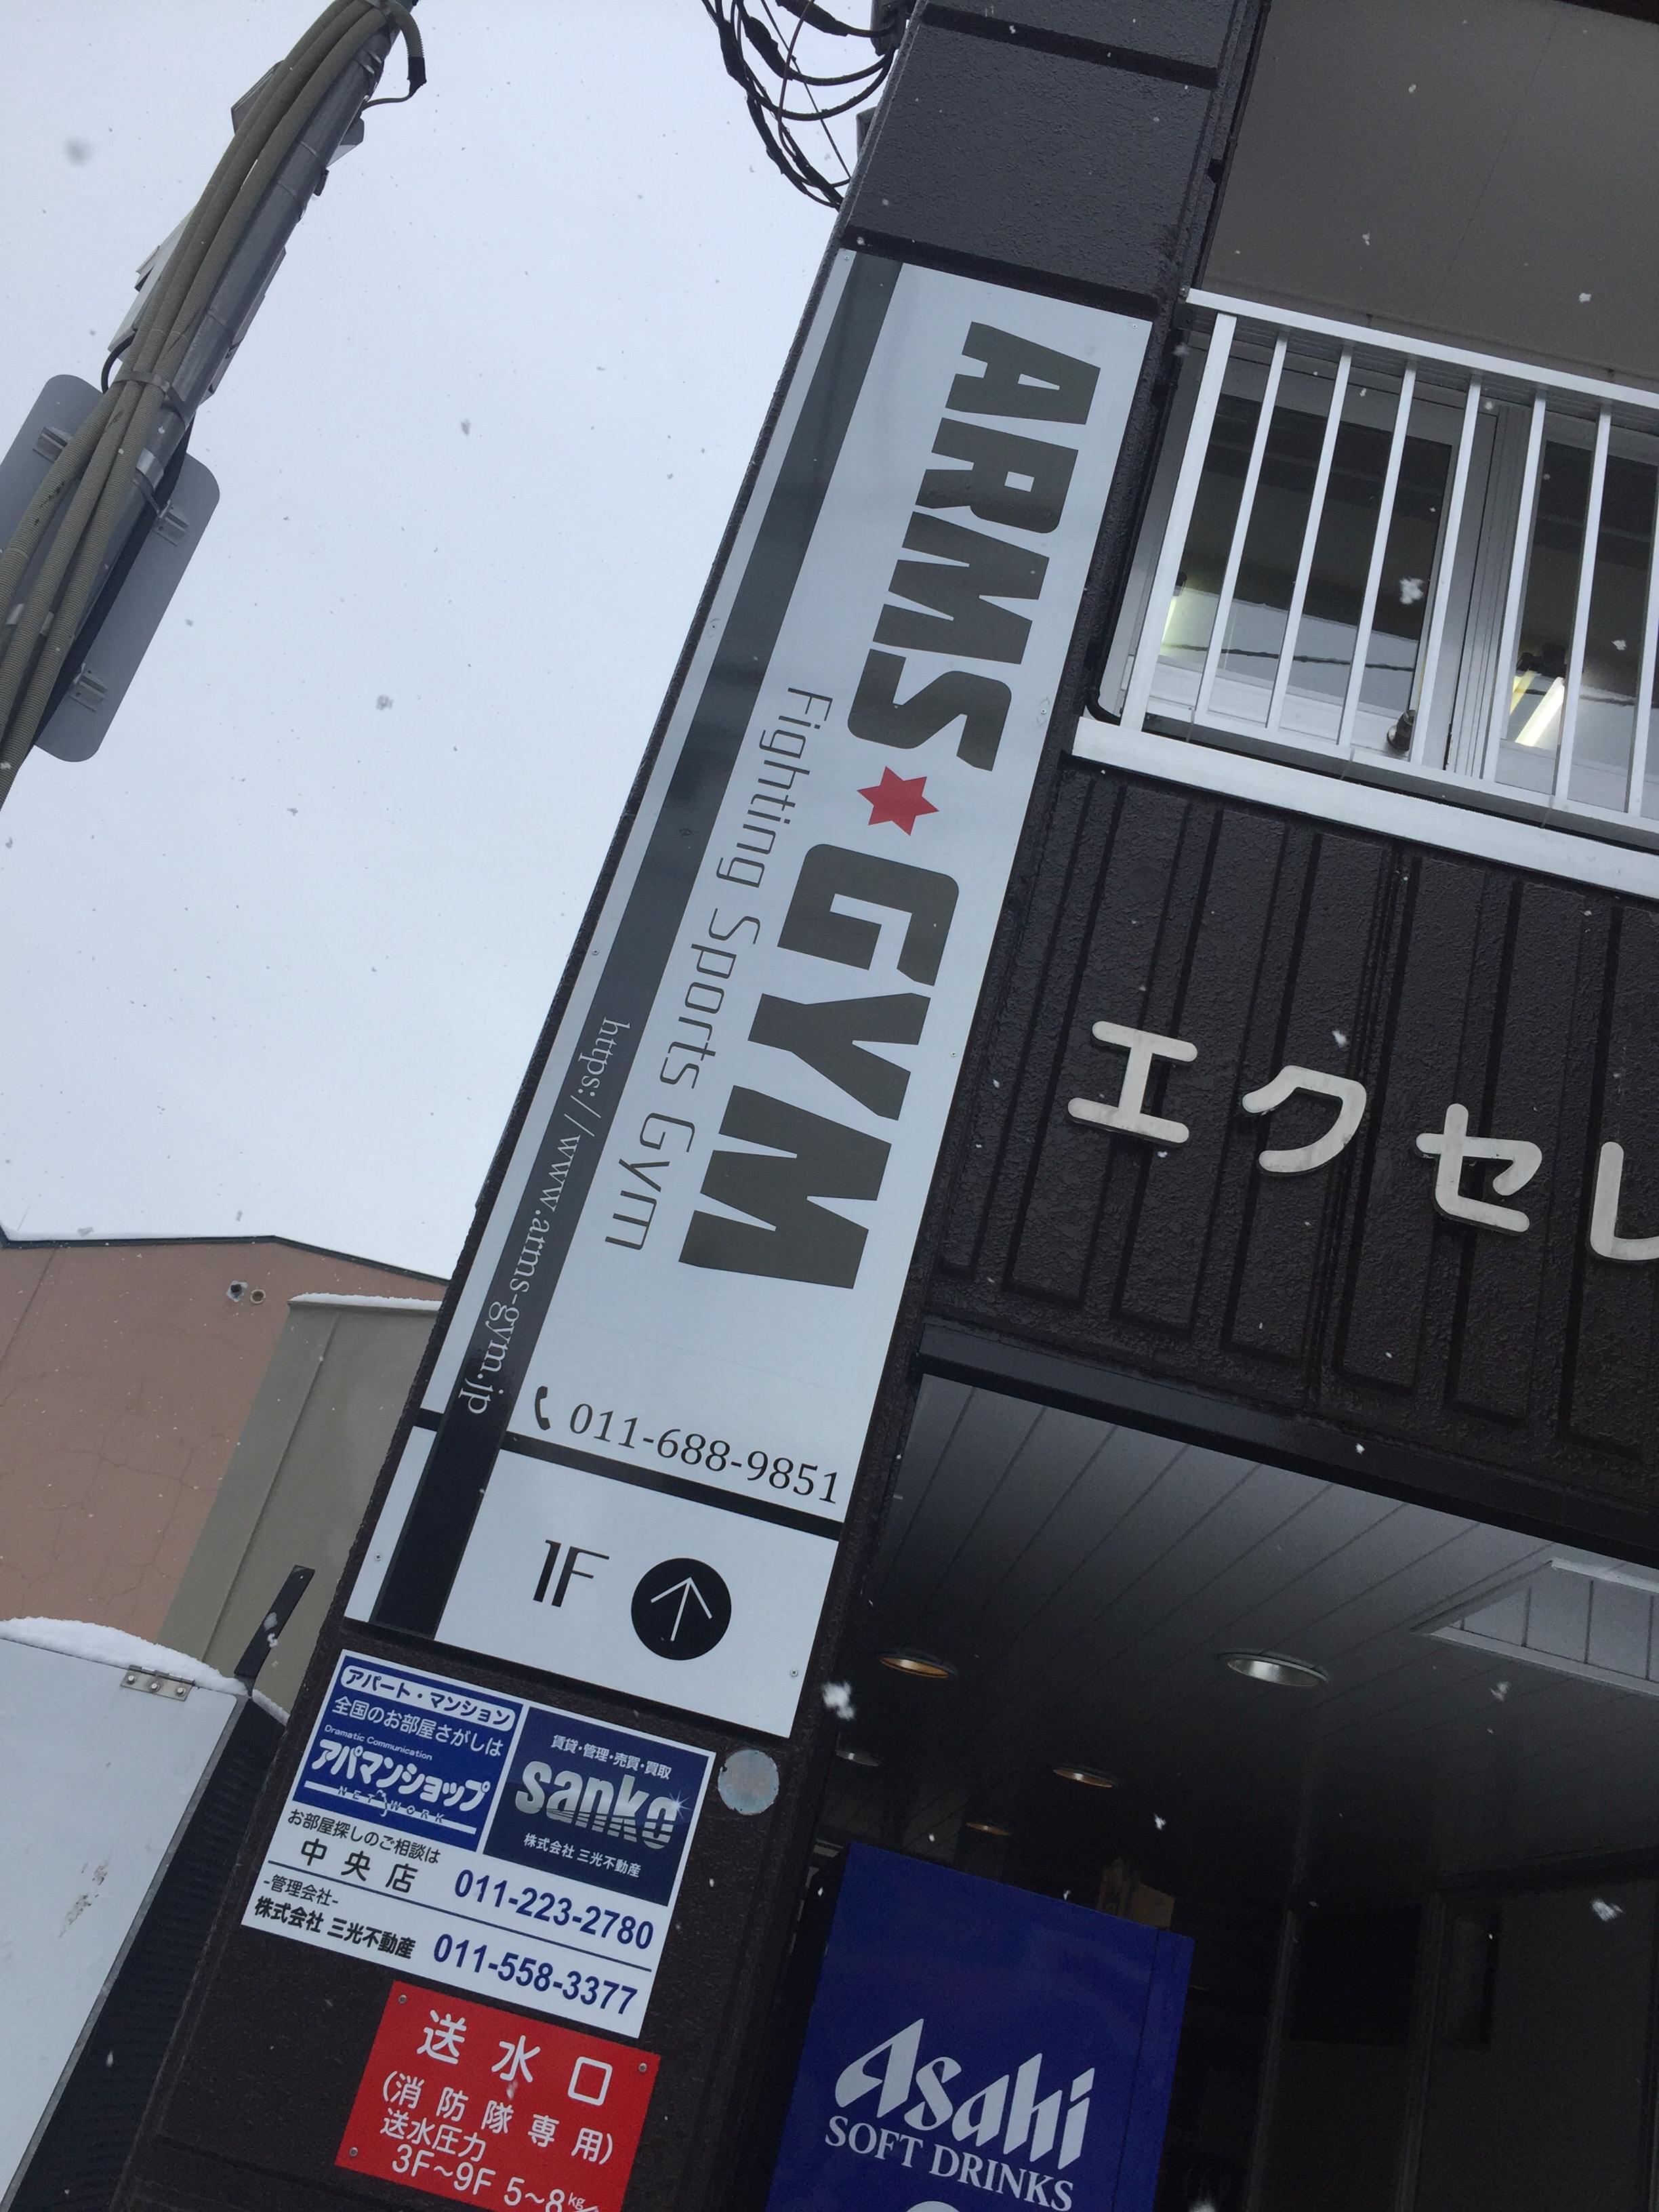 ARMS★GYM
Fighting Sports Gym
https://www.arms-gym.jp
011-688-9851
1F
エクセレ
アパート・マンション
全国のお部屋さがしは
Dramatic Communication
アパマンショップ
NETWORK
賃貸・管理・売買・買取
sanko
株式会社 三光不動産
お部屋探しのご相談は
中央店 011-223-2780
-管理会社-
株式会社 三光不動産 011-558-3377
送水口
(消防隊専用)
送水圧力
3F~9F 5~8kg/
Asahi
SOFT DRINKS